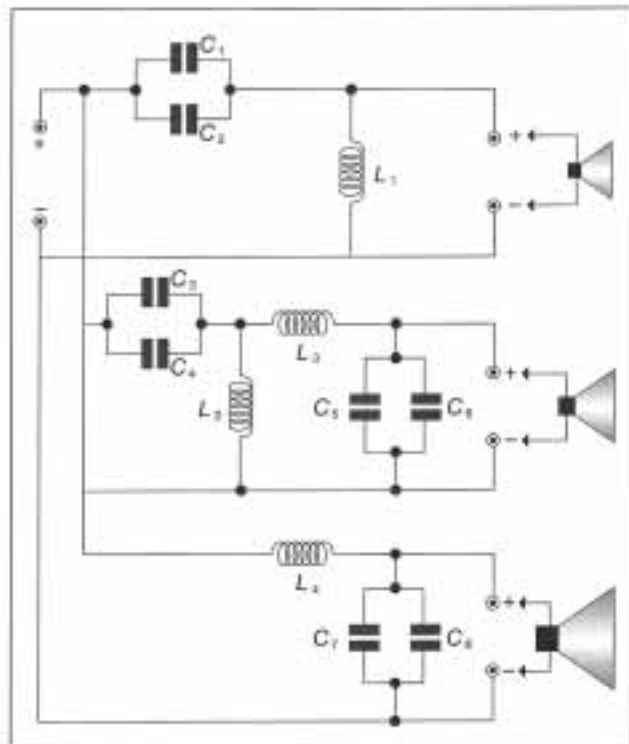 C₁
C₂
+
−
L₁
+
−
C₃
C₄
L₃
L₂
C₅
C₆
+
−
L₄
C₇
C₈
+
−